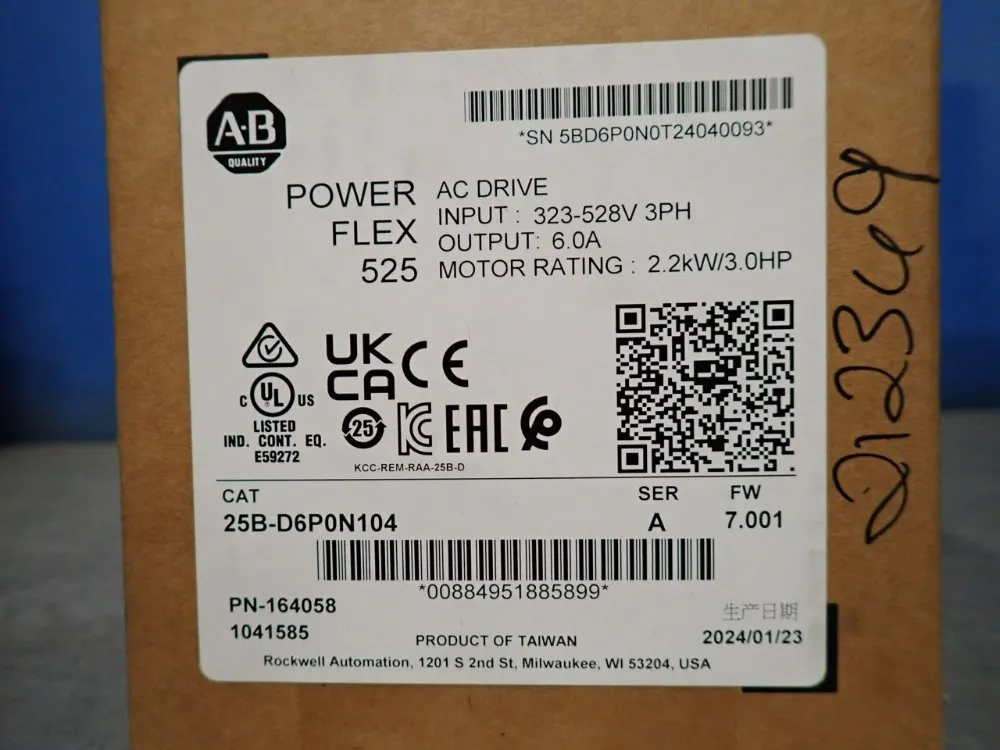 A-B
QUALITY
*SN 5BD6P0N0T24040093*
POWER
FLEX
525
AC DRIVE
INPUT : 323-528V 3PH
OUTPUT: 6.0A
MOTOR RATING : 2.2kW/3.0HP
UK
CA
CE
C UL US
LISTED
IND. CONT. EQ.
E59272
25
KC
EAC
KCC-REM-RAA-25B-D
CAT
25B-D6P0N104
SER
A
FW
7.001
*00884951885899*
PN-164058
1041585
PRODUCT OF TAIWAN
生产日期
2024/01/23
Rockwell Automation, 1201 S 2nd St, Milwaukee, WI 53204, USA
212349